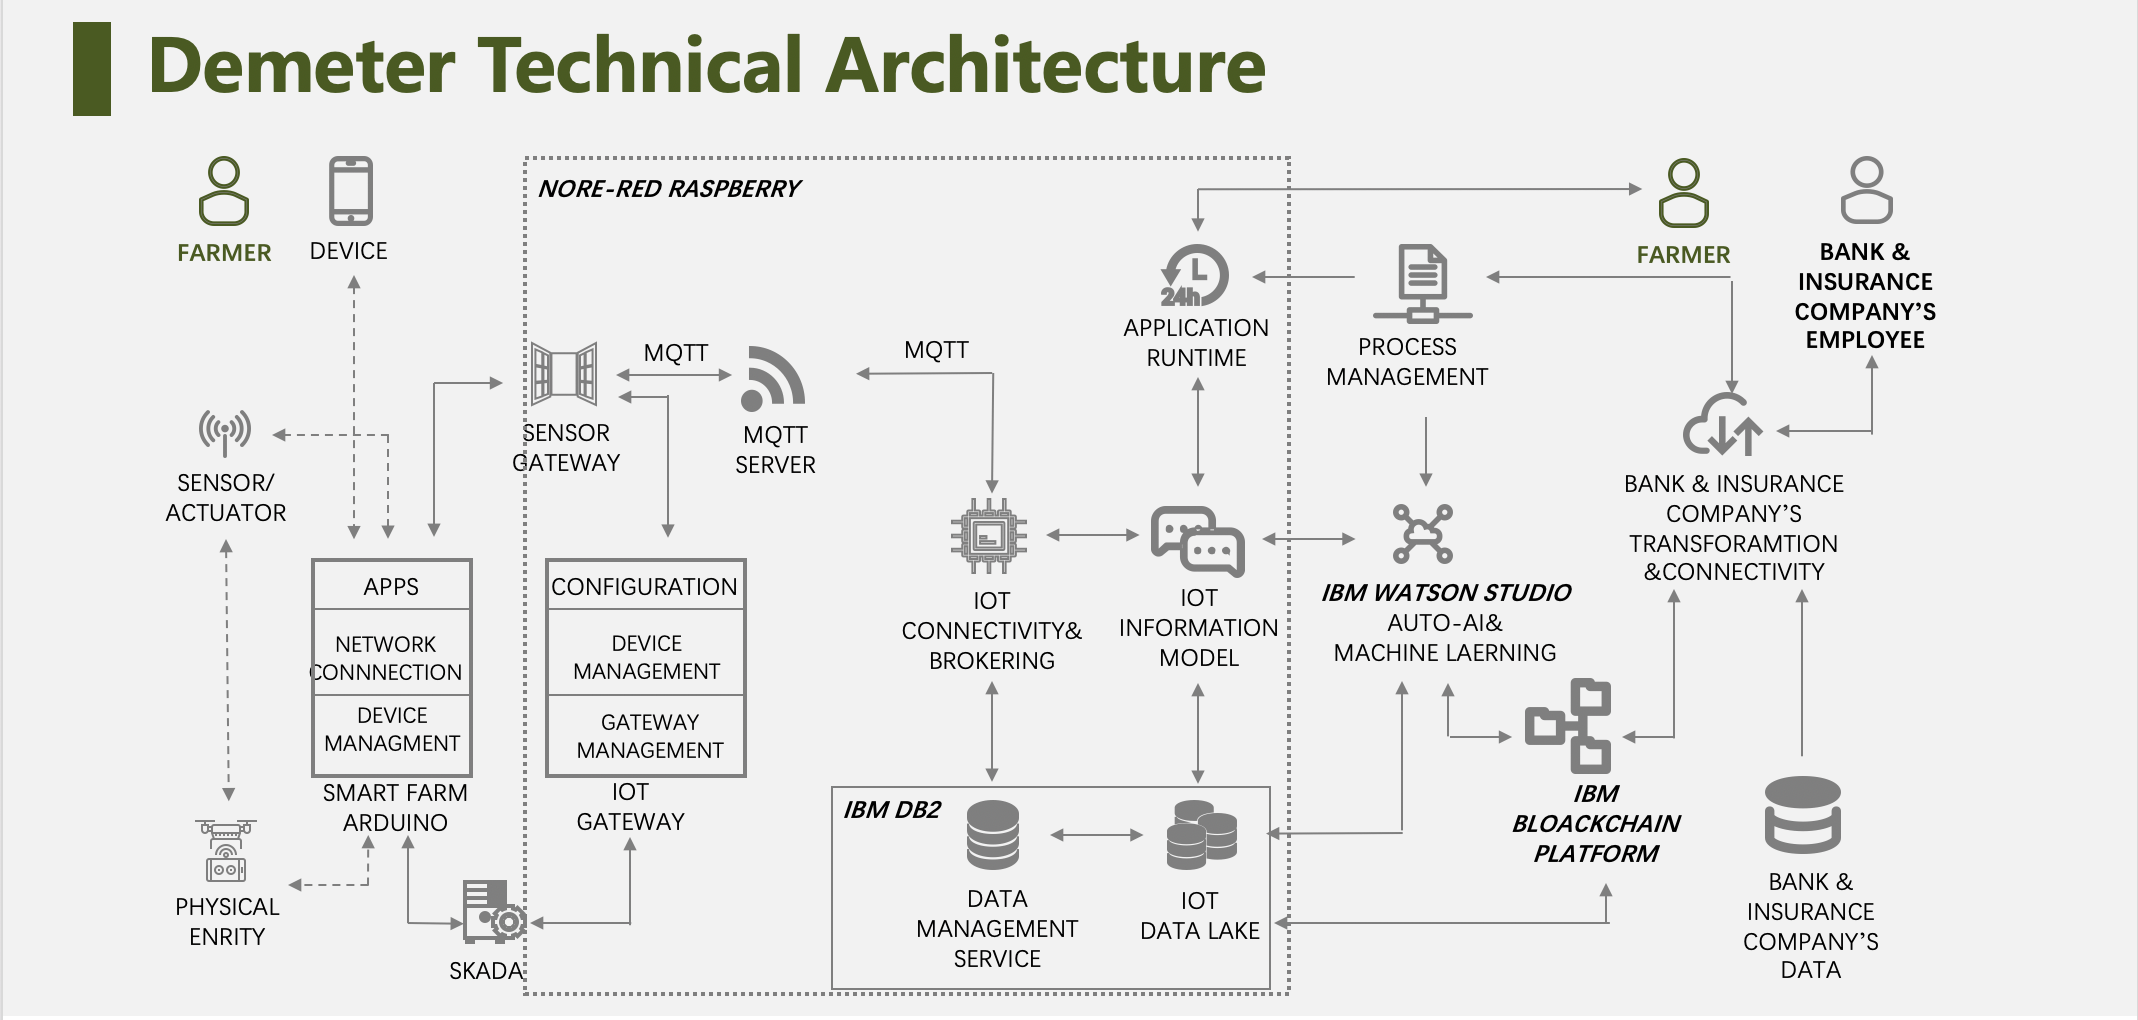 Demeter Technical Architecture
FARMER
DEVICE
NORE-RED RASPBERRY
FARMER
BANK &
INSURANCE
COMPANY'S
EMPLOYEE
24h
APPLICATION
RUNTIME
PROCESS
MANAGEMENT
MQTT
MQTT
SENSOR
GATEWAY
MQTT
SERVER
SENSOR/
ACTUATOR
BANK & INSURANCE
COMPANY'S
TRANSFORAMTION
&CONNECTIVITY
APPS
NETWORK
CONNNECTION
DEVICE
MANAGMENT
SMART FARM
ARDUINO
CONFIGURATION
DEVICE
MANAGEMENT
GATEWAY
MANAGEMENT
IOT
GATEWAY
IOT
CONNECTIVITY&
BROKERING
IOT
INFORMATION
MODEL
IBM WATSON STUDIO
AUTO-AI&
MACHINE LAERNING
IBM
BLOACKCHAIN
PLATFORM
PHYSICAL
ENRITY
SKADA
IBM DB2
DATA
MANAGEMENT
SERVICE
IOT
DATA LAKE
BANK &
INSURANCE
COMPANY'S
DATA